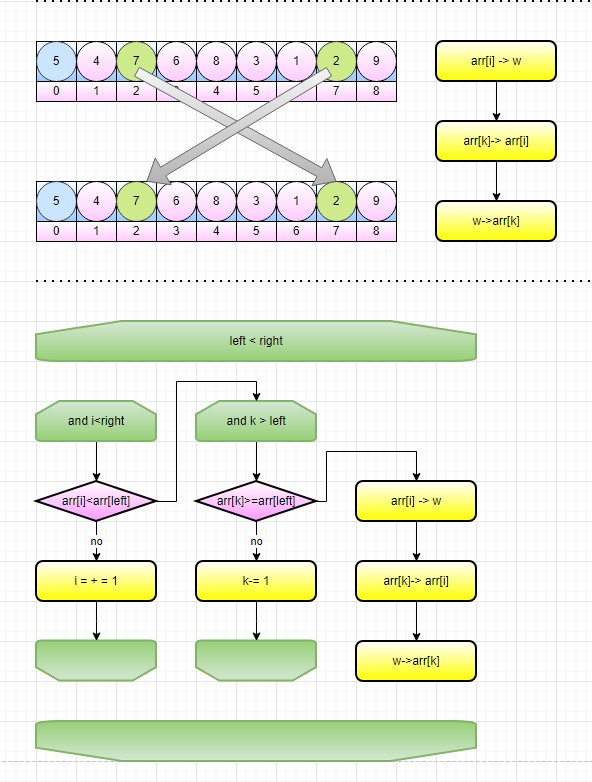 5 4 7 6 8 3 1 2 9
0 1 2 4 5 7 8
5 4 7 6 8 3 1 2 9
0 1 2 3 4 5 6 7 8
arr[i] -> w
arr[k]-> arr[i]
w->arr[k]
left < right
and i<right
arr[i]<arr[left]
no
i = + = 1
and k > left
arr[k]>=arr[left]
no
k-= 1
arr[i] -> w
arr[k]-> arr[i]
w->arr[k]